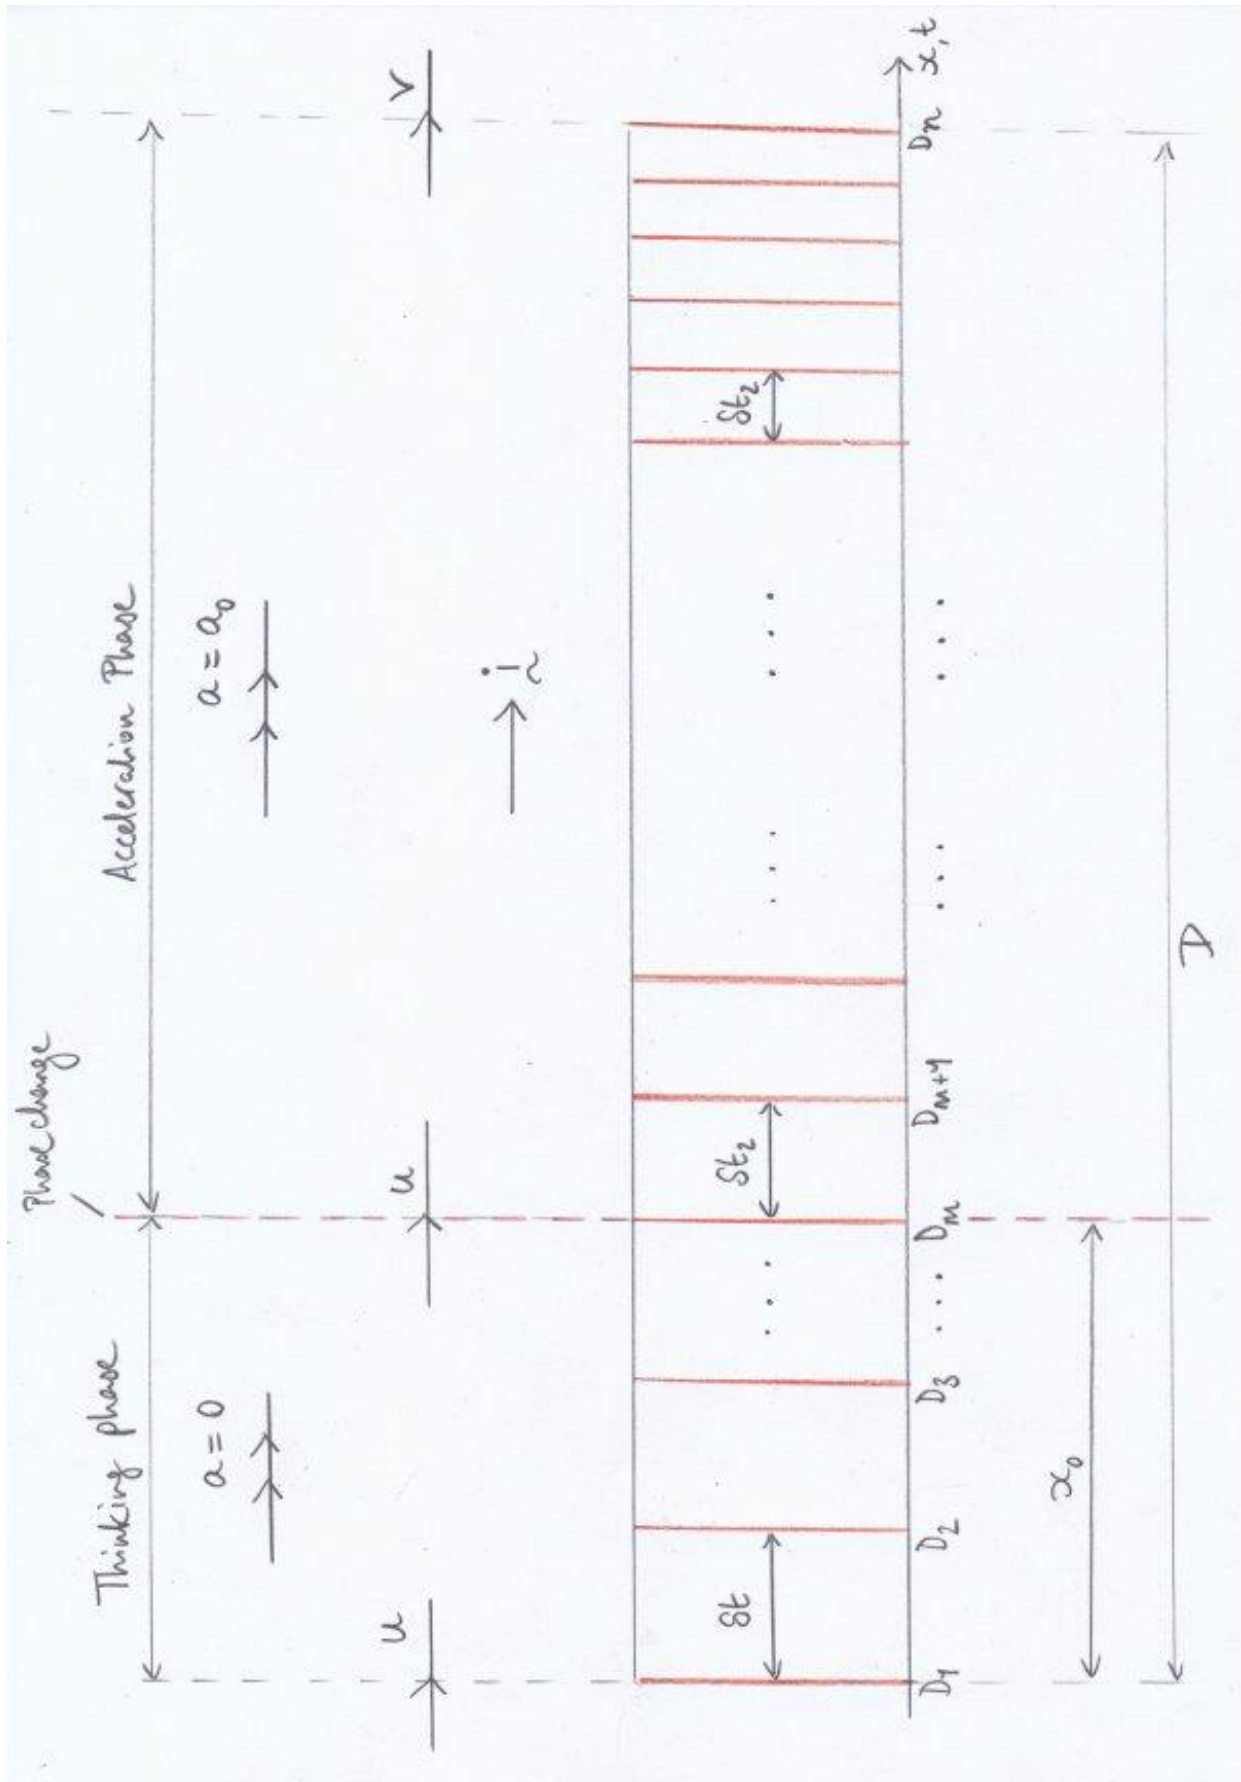 Phase change
Thinking phase
Acceleration Phase
a = 0
a = a₀
u
u
v
i
δt
δt₂
δt₂
D₁ D₂ D₃ .... Dₘ Dₘ₊₁ .... .... Dₙ
x, t
x₀
D